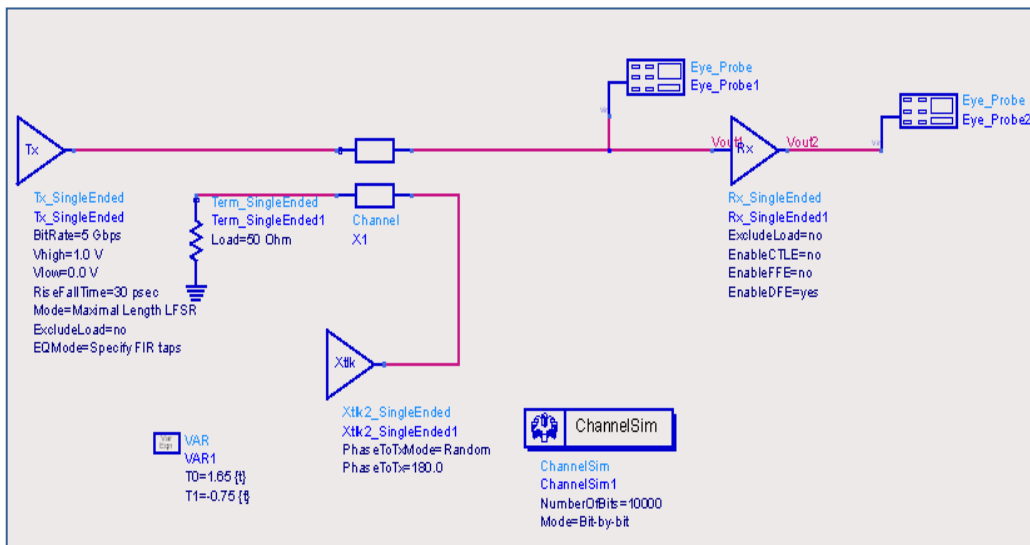 Eye_Probe
Eye_Probe1
Eye_Probe
Eye_Probe2
Tx
Vout1
Rx
Vout2
Tx_SingleEnded
Tx_SingleEnded
BitRate=5 Gbps
Vhigh=1.0 V
Vlow=0.0 V
RiseFallTime=30 psec
Mode=Maximal Length LFSR
ExcludeLoad=no
EQMode=Specify FIR taps
Term_SingleEnded
Term_SingleEnded1
Load=50 Ohm
Channel
X1
Rx_SingleEnded
Rx_SingleEnded1
ExcludeLoad=no
EnableCTLE=no
EnableFFE=no
EnableDFE=yes
Xtlk
Xtlk2_SingleEnded
Xtlk2_SingleEnded1
PhaseToTxMode=Random
PhaseToTx=180.0
Var
Eqn
VAR
VAR1
T0=1.65 {t}
T1=-0.75 {t}
ChannelSim
ChannelSim
ChannelSim1
NumberOfBits=10000
Mode=Bit-by-bit